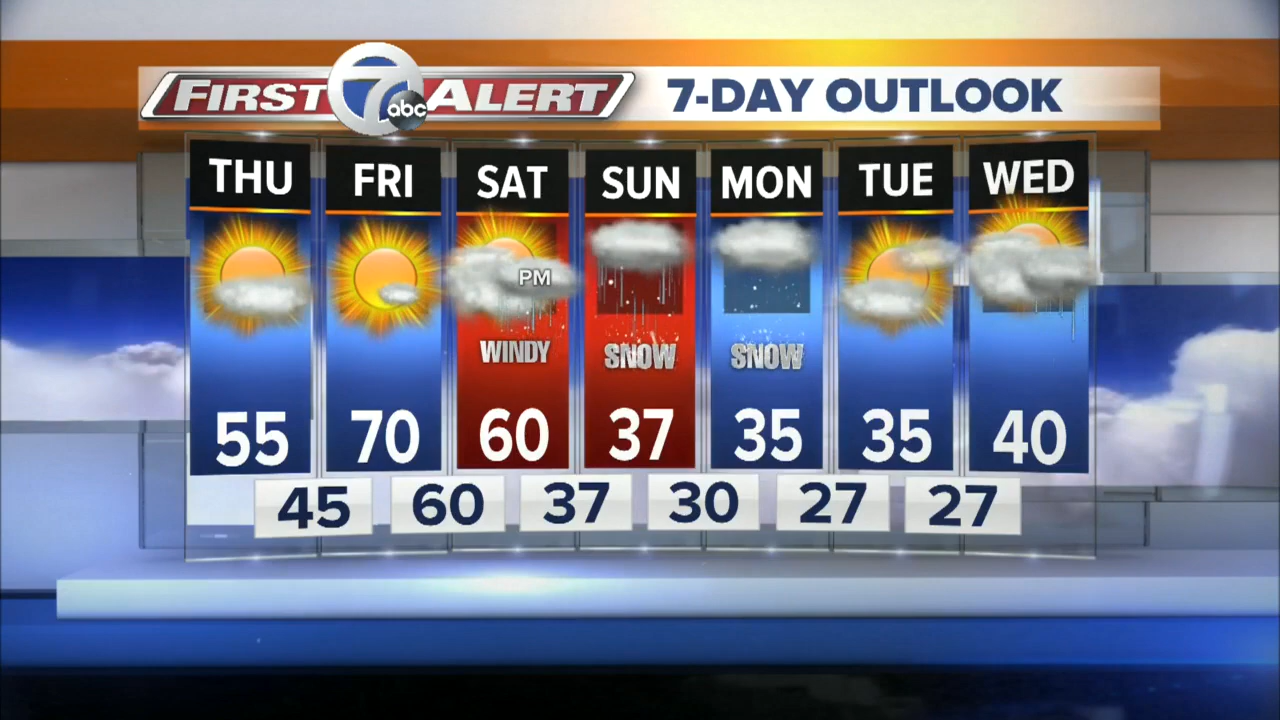 FIRST 7 abc ALERT 7-DAY OUTLOOK
THU FRI SAT SUN MON TUE WED
PM
WINDY SNOW SNOW
55 70 60 37 35 35 40
45 60 37 30 27 27